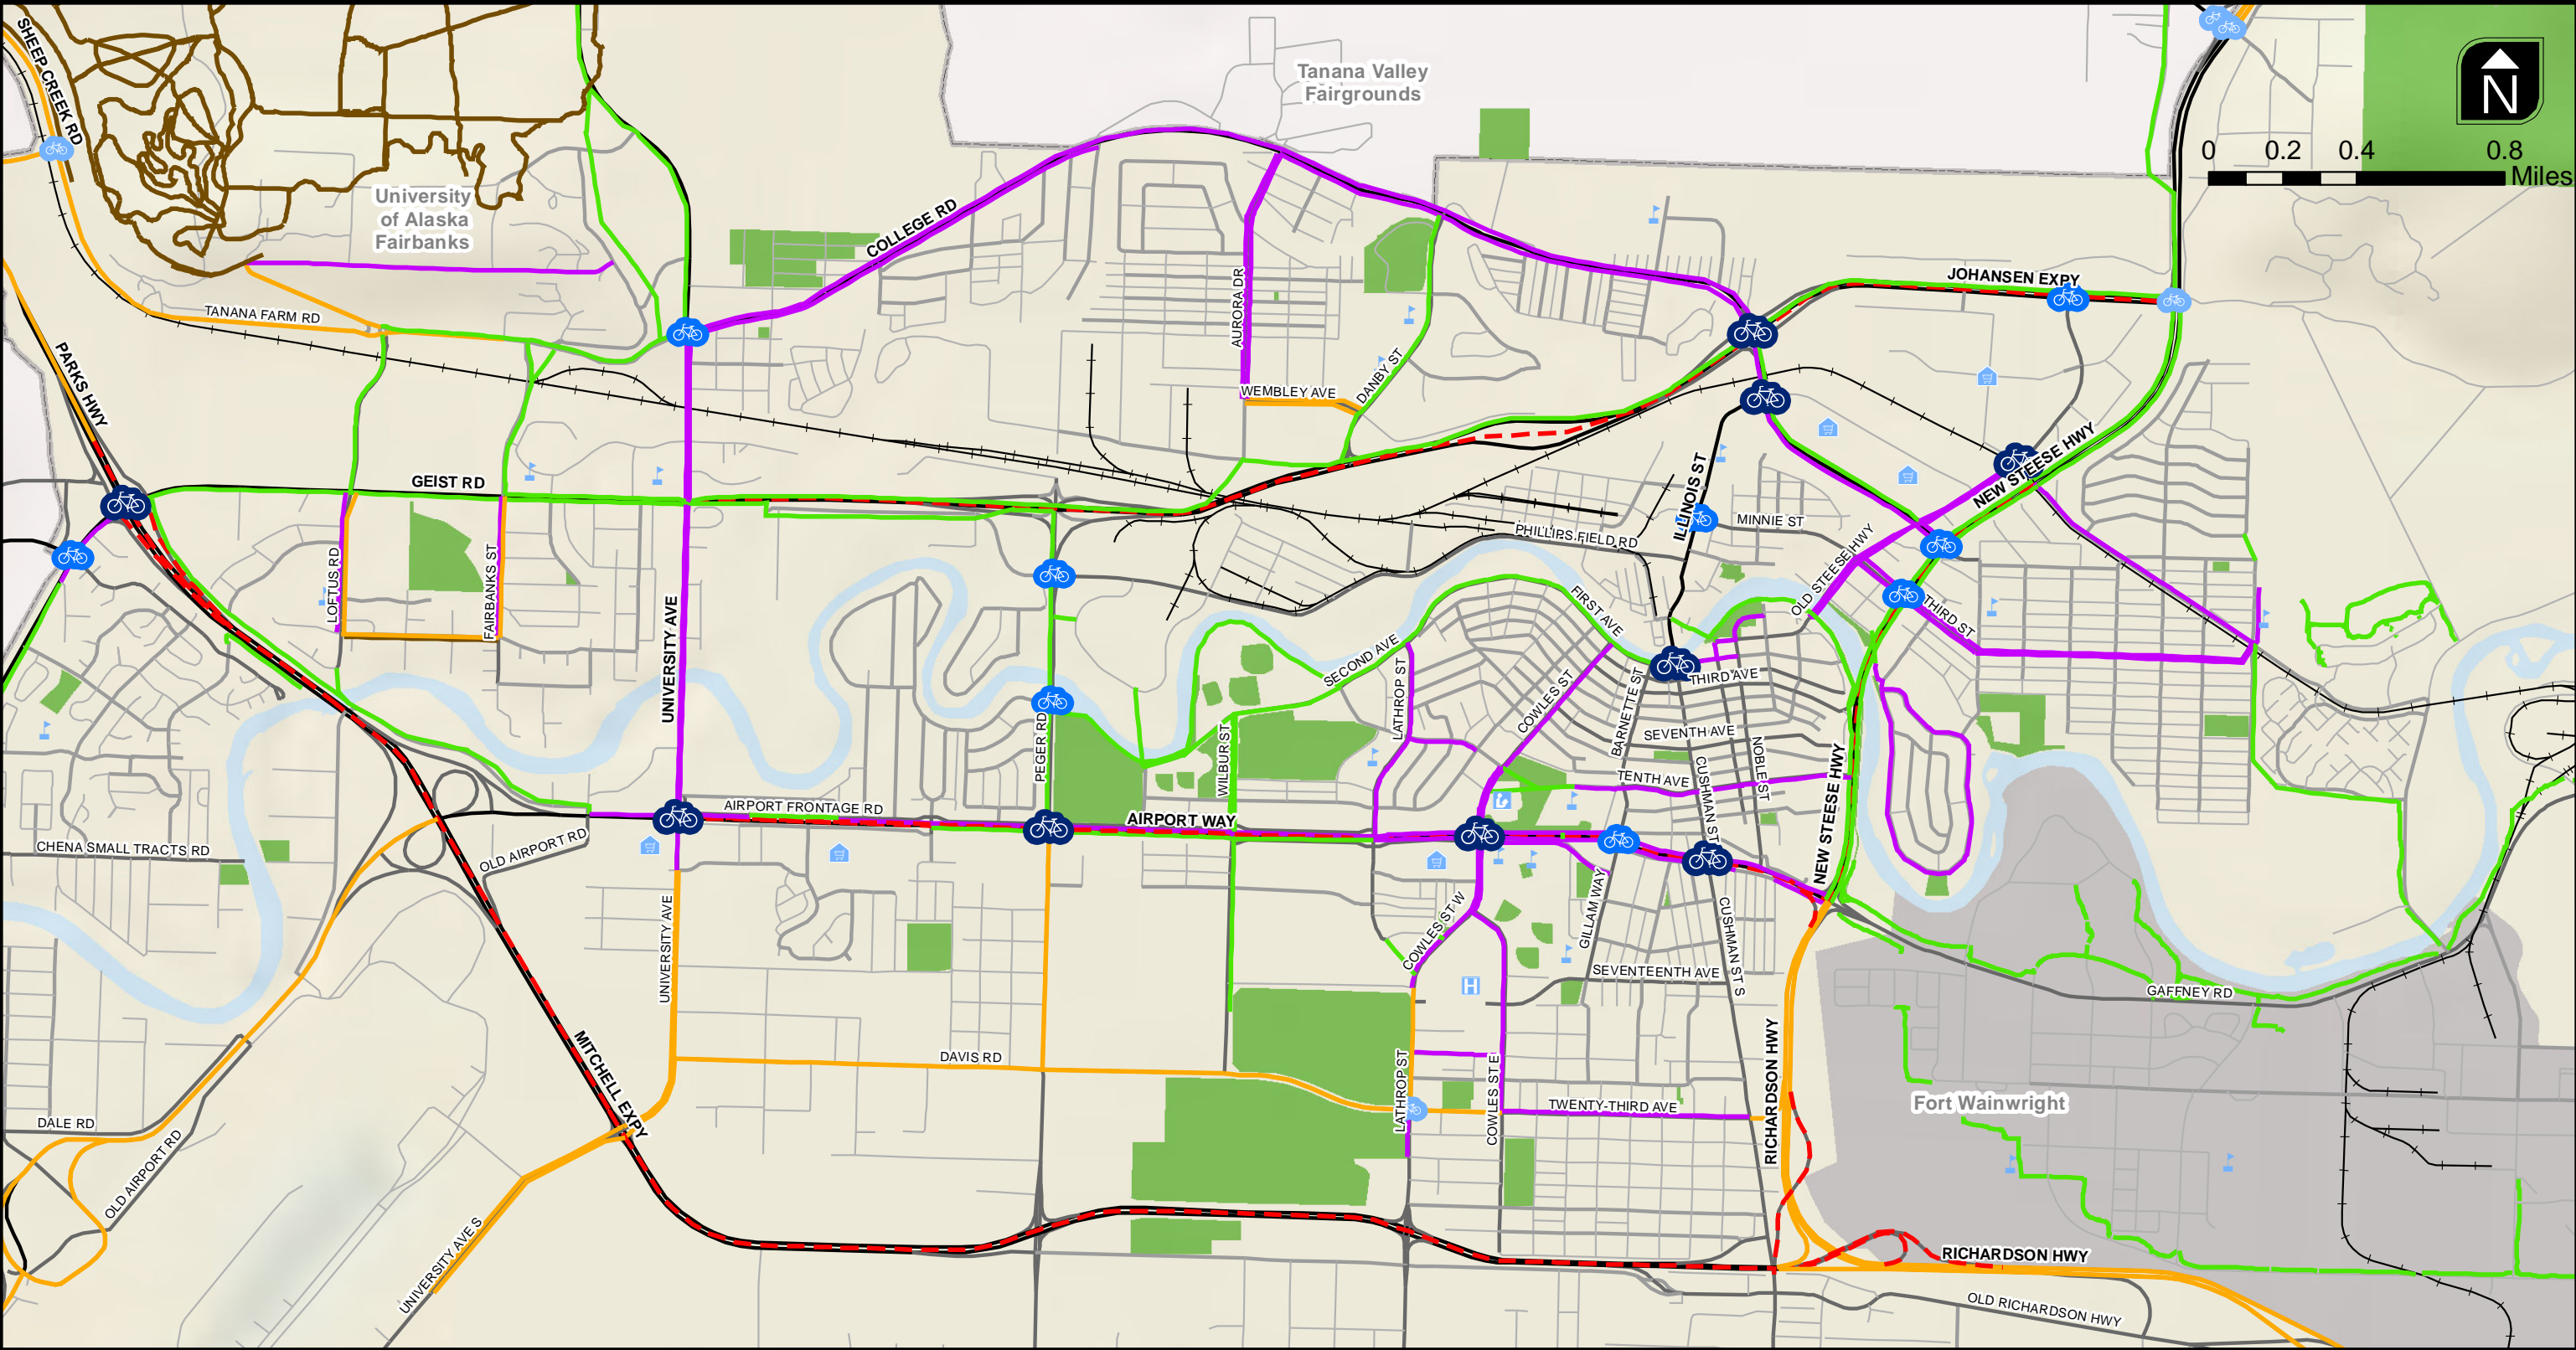 SHEEP CREEK RD
Tanana Valley
Fairgrounds
N
0 0.2 0.4 0.8
Miles
University
of Alaska
Fairbanks
COLLEGE RD
JOHANSEN EXPY
TANANA FARM RD
AURORA DR
PARKS HWY
WEMBLEY AVE
DANBY ST
GEIST RD
NEW STEESE HWY
ILLINOIS ST
MINNIE ST
PHILLIPS FIELD RD
OLD STEESE HWY
LOFTUS RD
FAIRBANKS ST
FIRST AVE
THIRD ST
UNIVERSITY AVE
SECOND AVE
LATHROP ST
COWLES ST
BARNETTE ST
THIRD AVE
SEVENTH AVE
PEGER RD
WILBUR ST
TENTH AVE
CUSHMAN ST
NOBLE ST
NEW STEESE HWY
AIRPORT FRONTAGE RD
AIRPORT WAY
CHENA SMALL TRACTS RD
OLD AIRPORT RD
UNIVERSITY AVE
COWLES ST W
GILLAM WAY
CUSHMAN ST S
H
SEVENTEENTH AVE
GAFFNEY RD
MITCHELL EXPY
DAVIS RD
LATHROP ST
COWLES ST E
TWENTY-THIRD AVE
RICHARDSON HWY
Fort Wainwright
DALE RD
OLD AIRPORT RD
UNIVERSITY AVE S
RICHARDSON HWY
OLD RICHARDSON HWY